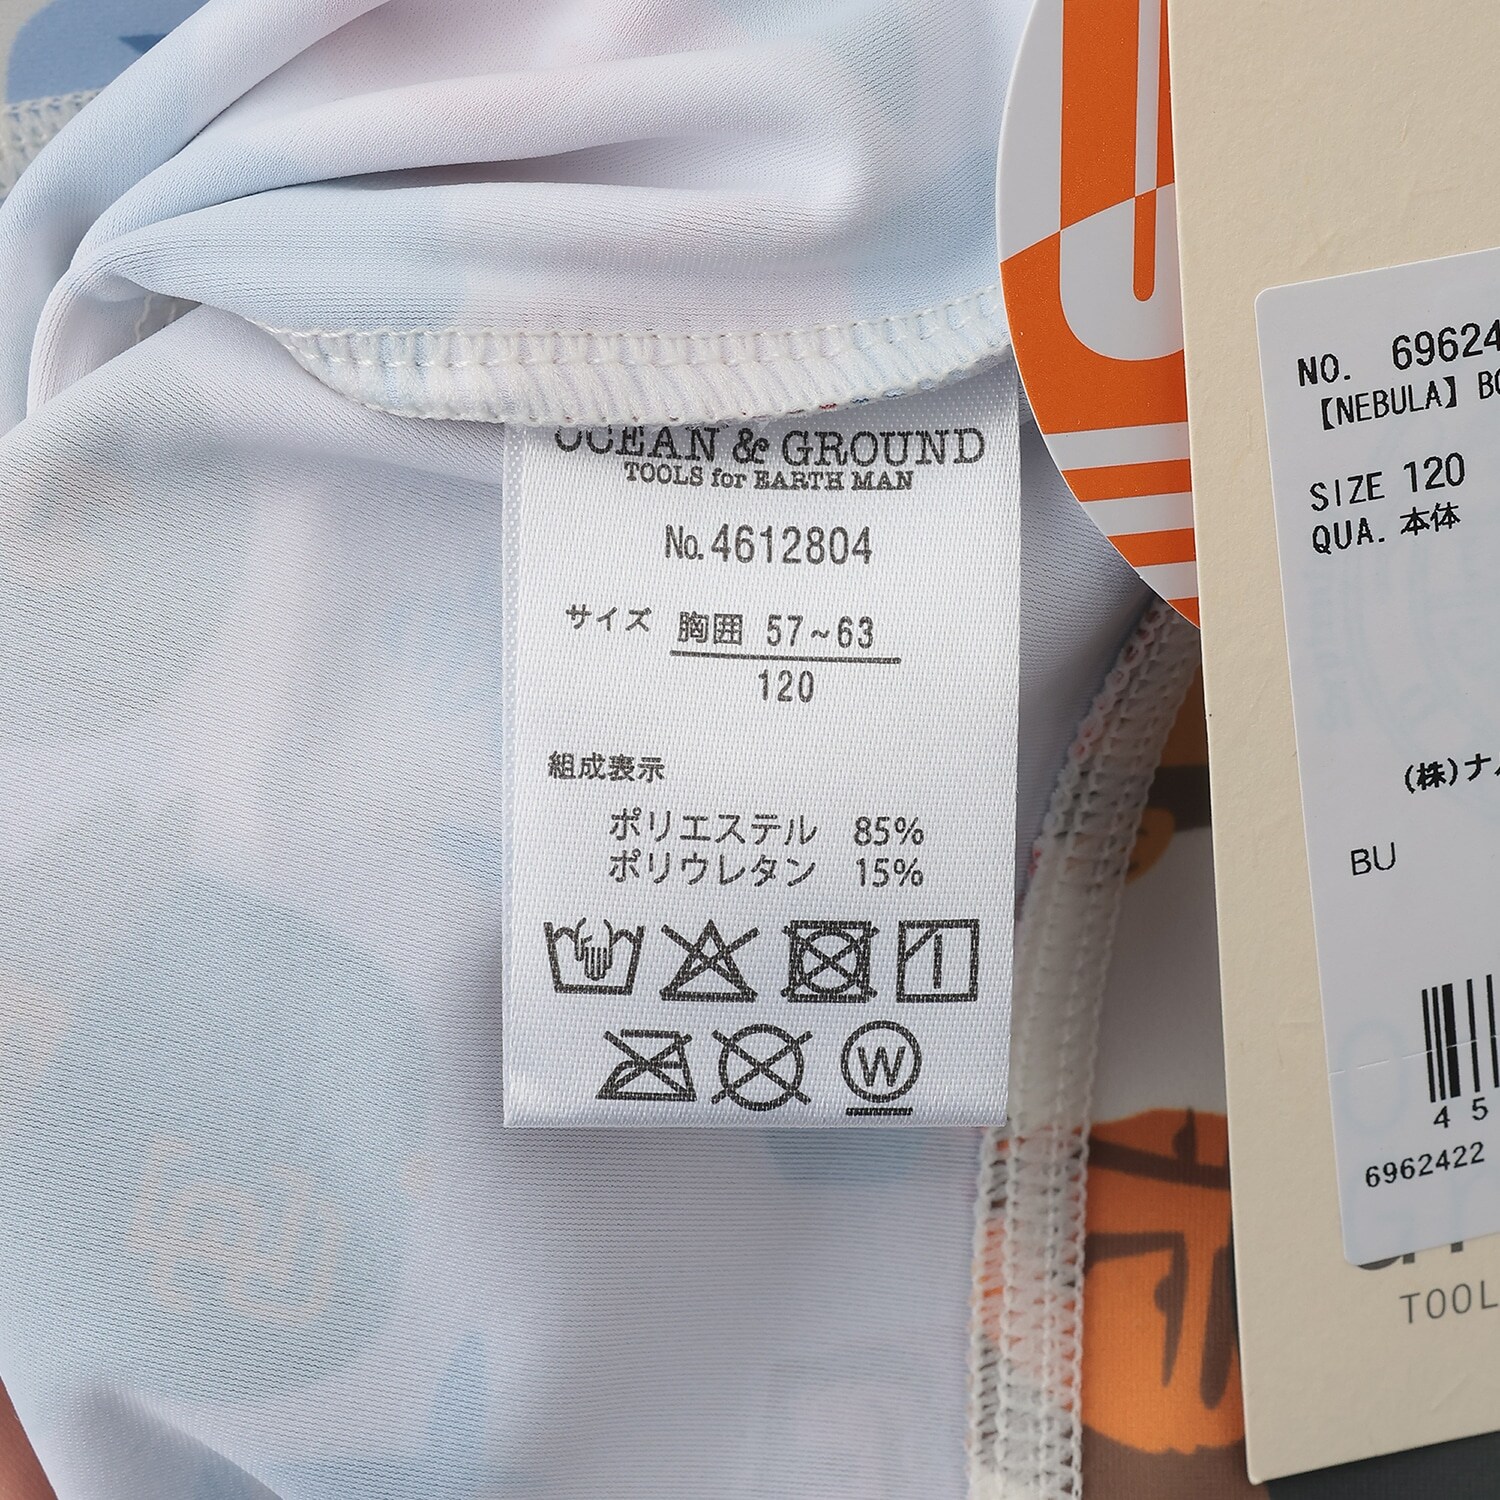 OCEAN & GROUND
TOOLS for EARTH MAN
No.4612804
サイズ 胸囲 57~63
120
組成表示
ポリエステル 85%
ポリウレタン 15%
W
NO. 69624
【NEBULA】
SIZE 120
QUA. 本体
(株)ナ
BU
4 5
6962422
TOOL